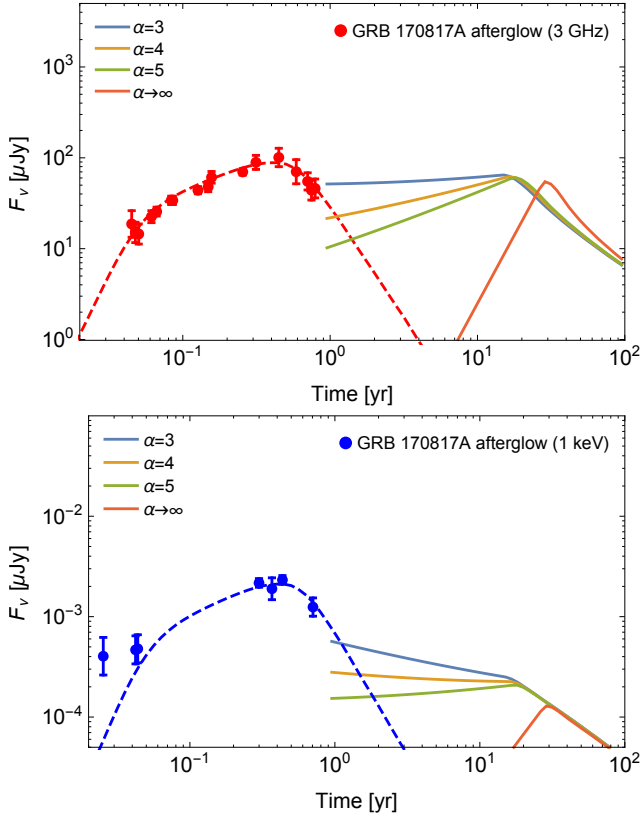 α=3
α=4
α=5
α→∞
GRB 170817A afterglow (3 GHz)
10³
10²
10¹
10⁰
F_ν [μJy]
10⁻¹
10⁰
10¹
10²
Time [yr]
α=3
α=4
α=5
α→∞
GRB 170817A afterglow (1 keV)
10⁻²
10⁻³
10⁻⁴
F_ν [μJy]
10⁻¹
10⁰
10¹
10²
Time [yr]